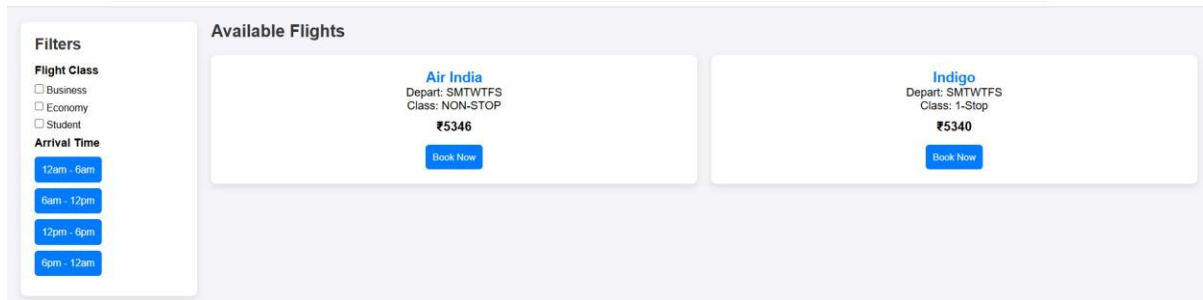 Filters
Flight Class
Business
Economy
Student
Arrival Time
12am - 6am
6am - 12pm
12pm - 6pm
6pm - 12am
Available Flights
Air India
Depart: SMTWTFS
Class: NON-STOP
₹5346
Book Now
Indigo
Depart: SMTWTFS
Class: 1-Stop
₹5340
Book Now